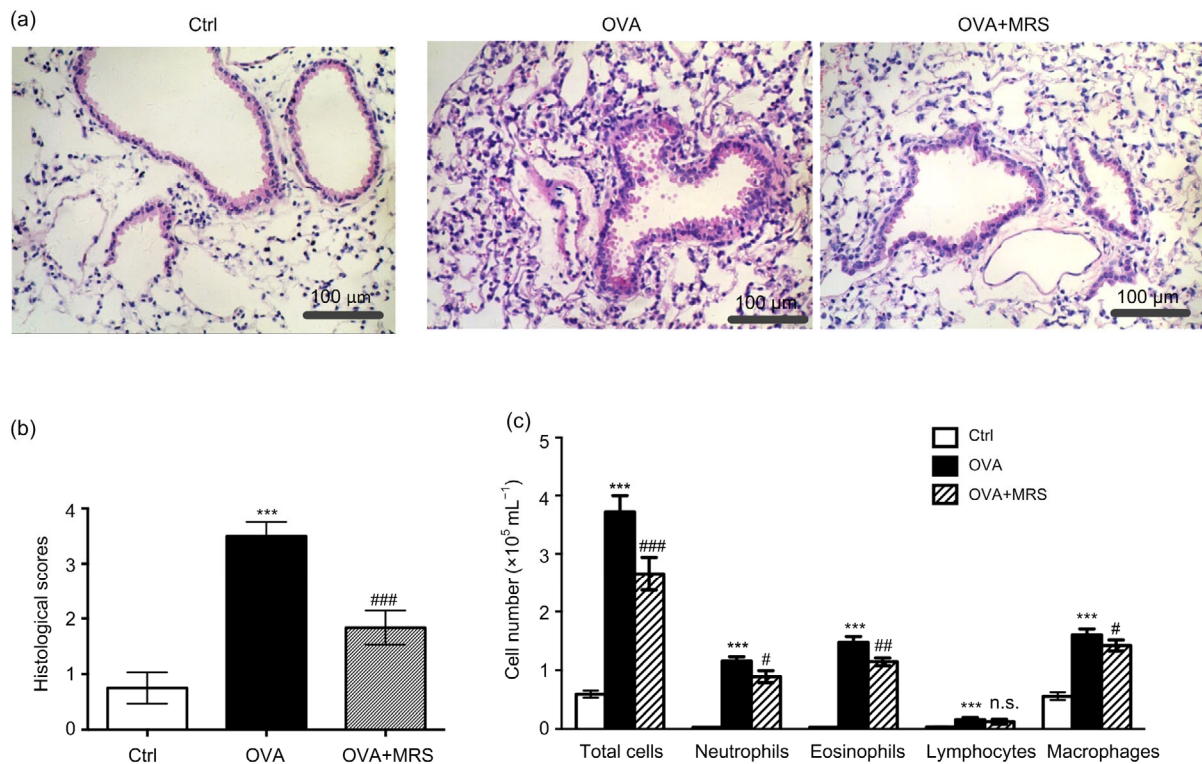 (a)
Ctrl
OVA
OVA+MRS
100 μm
100 μm
100 μm
(b)
Histological scores
4
3
2
1
0
***
###
Ctrl
OVA
OVA+MRS
(c)
Cell number (×10⁵ mL⁻¹)
5
4
3
2
1
0
Ctrl
OVA
OVA+MRS
***
###
***
#
***
##
***
n.s.
***
#
Total cells
Neutrophils
Eosinophils
Lymphocytes
Macrophages